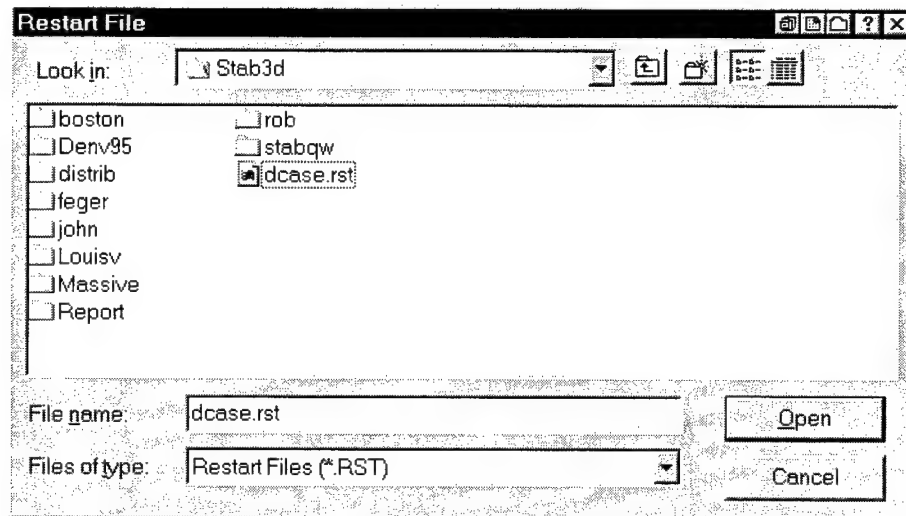 Restart File
Look in: Stab3d
boston rob
Denv95 stabqw
distrib dcase.rst
feger
john
Louisv
Massive
Report
File name: dcase.rst Open
Files of type: Restart Files (*.RST) Cancel